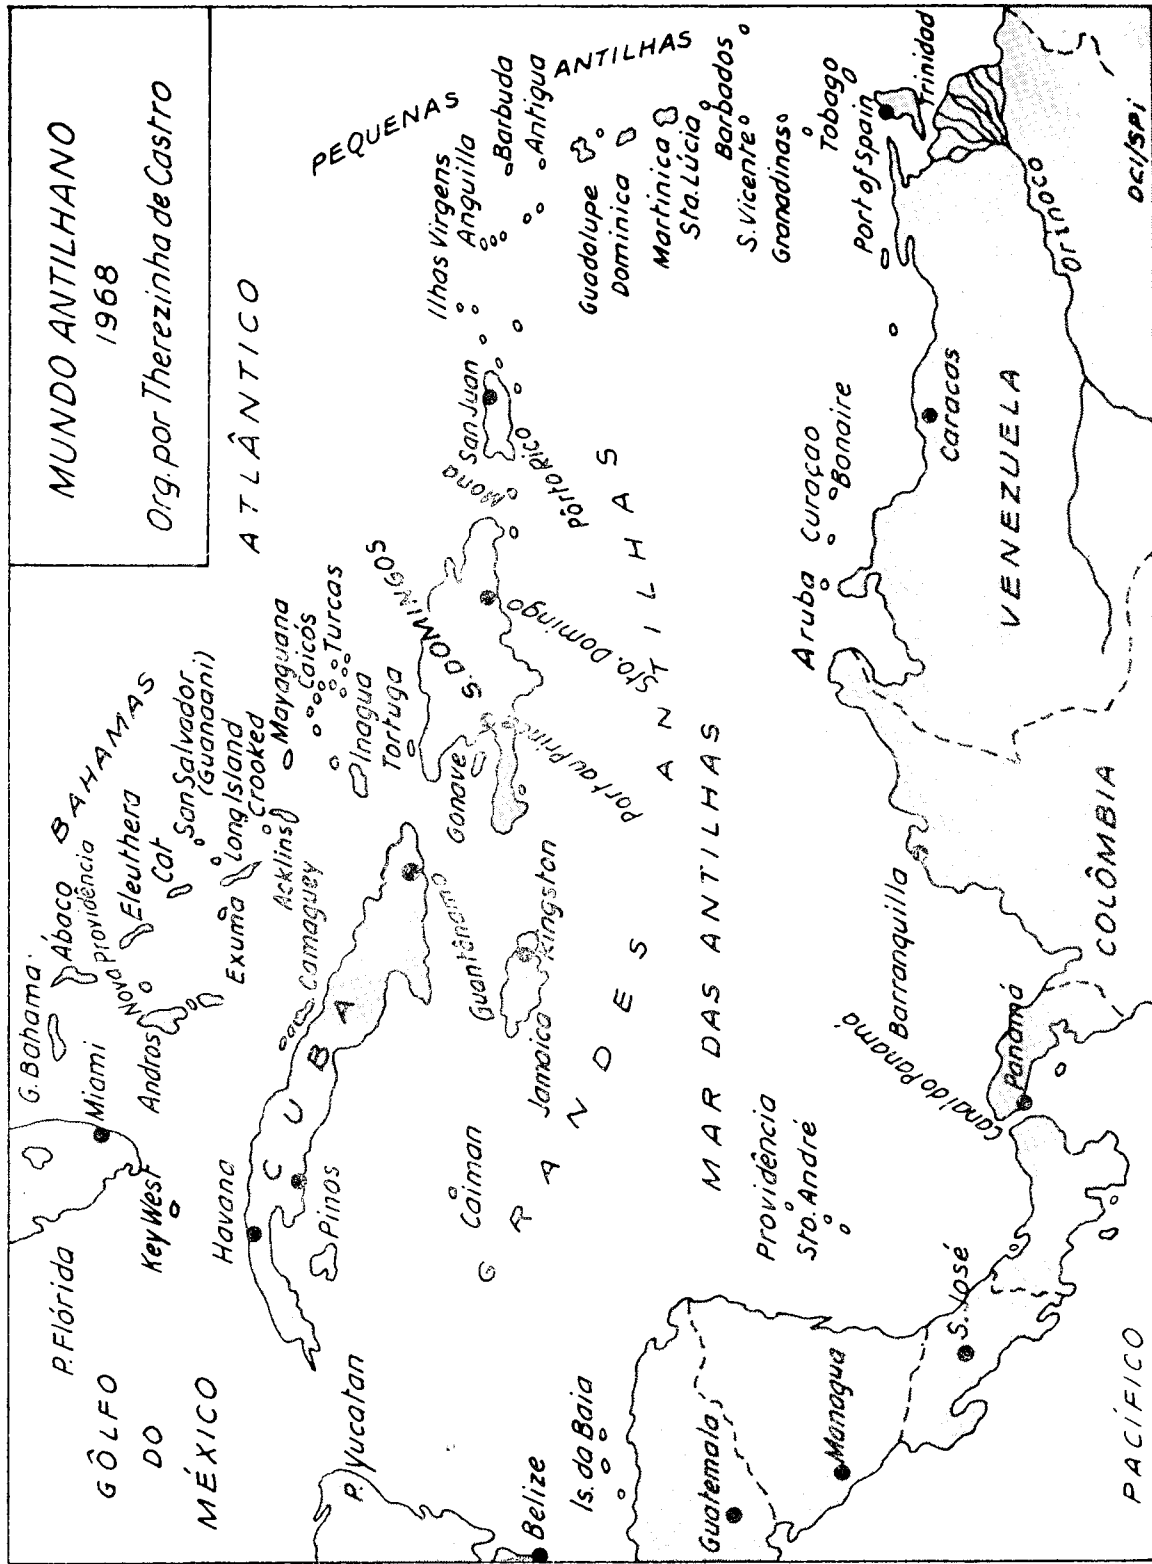 MUNDO ANTILHANO
1968
Org. por Therezinha de Castro
ATLÂNTICO
GÔLFO
DO
MÉXICO
P. Flórida
G. Bahamá
Miami
Key West
Ábaco
BAHAMAS
Nova Providência
Eleuthera
Andros
Cat
San Salvador
(Guanaani)
Exuma
Long Island
Crooked
Acklins
Mayaguana
Caicos
Turcas
Inagua
Tortuga
Havana
CUBA
Camaguey
Pinos
Guantânamo
P. Yucatan
Caiman
Jamaica
Kingston
Gonave
S. DOMINGOS
Port au Prince
Sto. Domingo
Mona
San Juan
Pôrto Rico
Ilhas Virgens
Anguilla
PEQUENAS
ANTILHAS
Barbuda
Antigua
Guadalupe
Dominica
Martinica
Sta. Lúcia
Barbados
S. Vicente
Granadinas
Tobago
Port of Spain
Trinidad
GRANDES
ANTILHAS
MAR DAS ANTILHAS
Belize
Is. da Baia
Guatemala
Managua
S. José
Providência
Sto. André
Canal do Panamá
Panamá
Barranquilla
COLÔMBIA
Aruba
Curaçao
Bonaire
Caracas
VENEZUELA
Orinoco
PACÍFICO
DCI/SPI